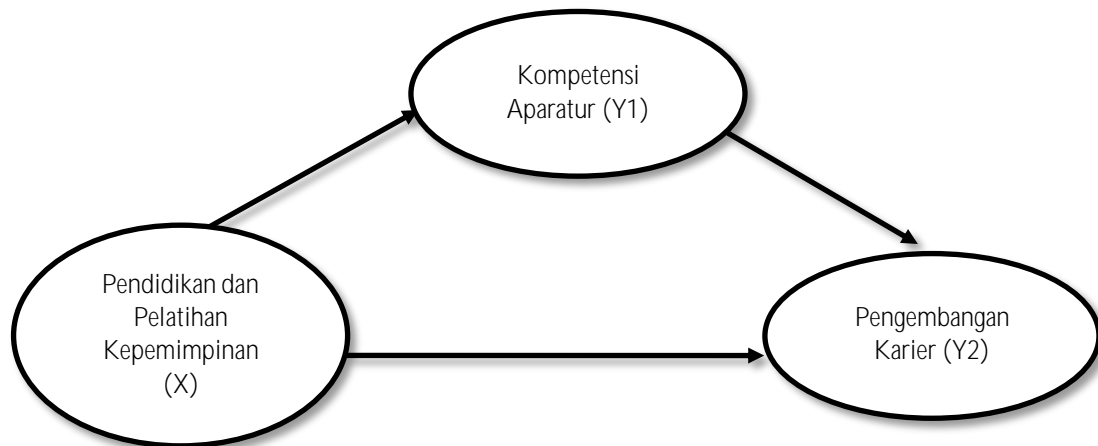 Kompetensi
Aparatur (Y1)
Pendidikan dan
Pelatihan
Kepemimpinan
(X)
Pengembangan
Karier (Y2)